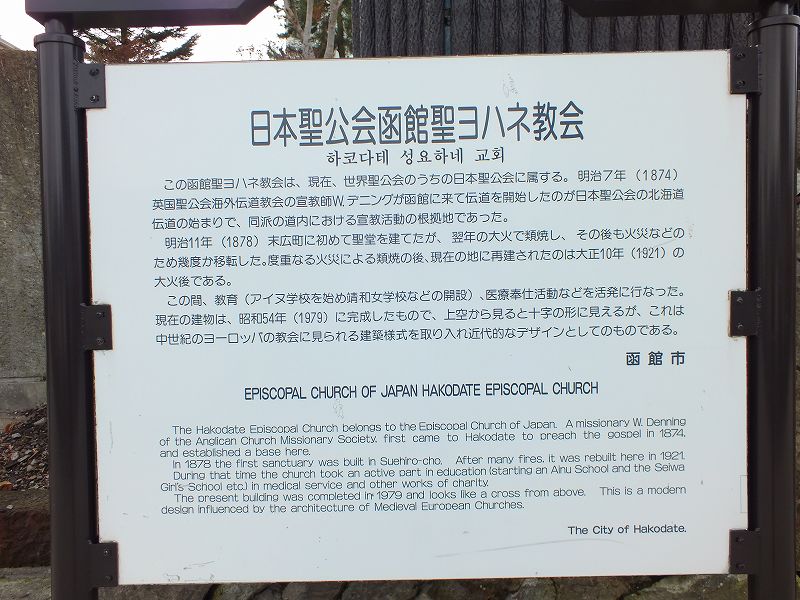 日本聖公会函館聖ヨハネ教会
하코다테 성요하네 교회
この函館聖ヨハネ教会は、現在、世界聖公会のうちの日本聖公会に属する。明治7年（1874）
英国聖公会海外伝道教会の宣教師W.デニングが函館に来て伝道を開始したのが日本聖公会の北海道
伝道の始まりで、同派の道内における宣教活動の根拠地であった。
明治11年（1878）末広町に初めて聖堂を建てたが、翌年の大火で類焼し、その後も火災などの
ため幾度か移転した。度重なる火災による類焼の後、現在の地に再建されたのは大正10年（1921）の
大火後である。
この間、教育（アイヌ学校を始め靖和女学校などの開設）、医療奉仕活動などを活発に行なった。
現在の建物は、昭和54年（1979）に完成したもので、上空から見ると十字の形に見えるが、これは
中世紀のヨーロッパの教会に見られる建築様式を取り入れ近代的なデザインとしてのものである。
函館市
EPISCOPAL CHURCH OF JAPAN HAKODATE EPISCOPAL CHURCH
The Hakodate Episcopal Church belongs to the Episcopal Church of Japan. A missionary W. Denning
of the Anglican Church Missionary Society, first came to Hakodate to preach the gospel in 1874,
and established a base here.
In 1878 the first sanctuary was built in Suehiro-cho. After many fires, it was rebuilt here in 1921.
During that time the church took an active part in education (starting an Ainu School and the Seiwa
Girl's School etc.) in medical service and other works of charity.
The present building was completed in 1979 and looks like a cross from above. This is a modern
design influenced by the architecture of Medieval European Churches.
The City of Hakodate.